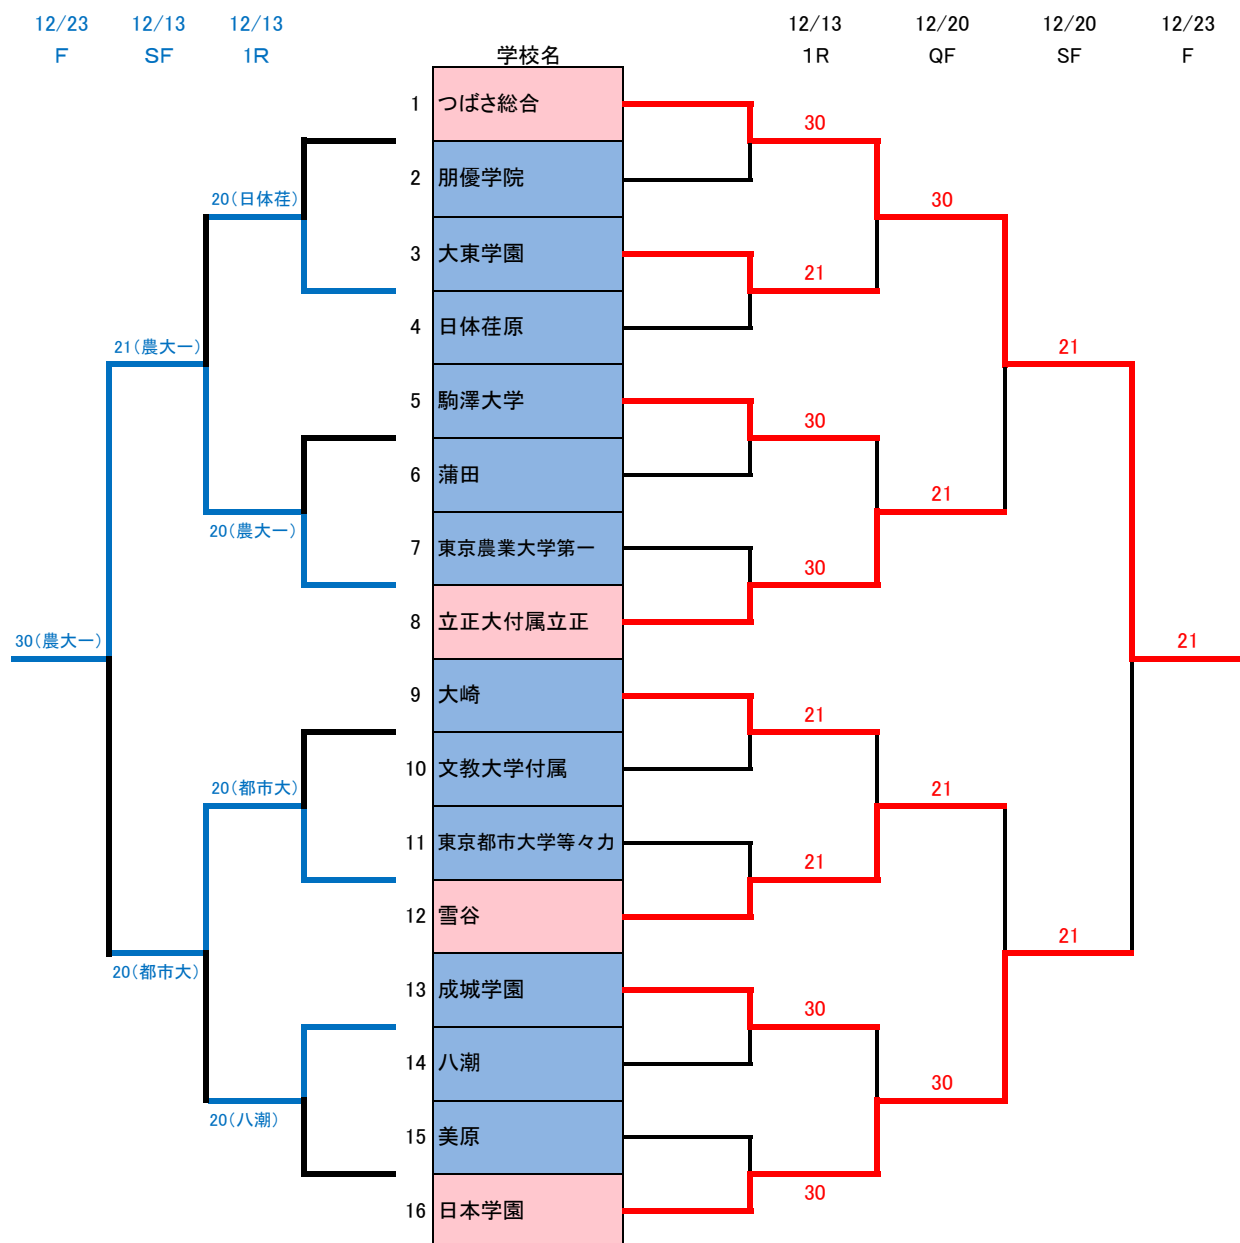 12/23 12/13 12/13 12/13 12/20 12/20 12/23
F SF 1R 学校名 1R QF SF F
1 つばさ総合
30
2 朋優学院
20(日体荏) 30
3 大東学園
21
4 日体荏原
21(農大一) 21
5 駒澤大学
30
6 蒲田
21
20(農大一)
7 東京農業大学第一
30
8 立正大付属立正
30(農大一) 21
9 大崎
21
10 文教大学付属
20(都市大) 21
11 東京都市大学等々力
21
12 雪谷
21
20(都市大)
13 成城学園
30
14 八潮
30
20(八潮)
15 美原
30
16 日本学園